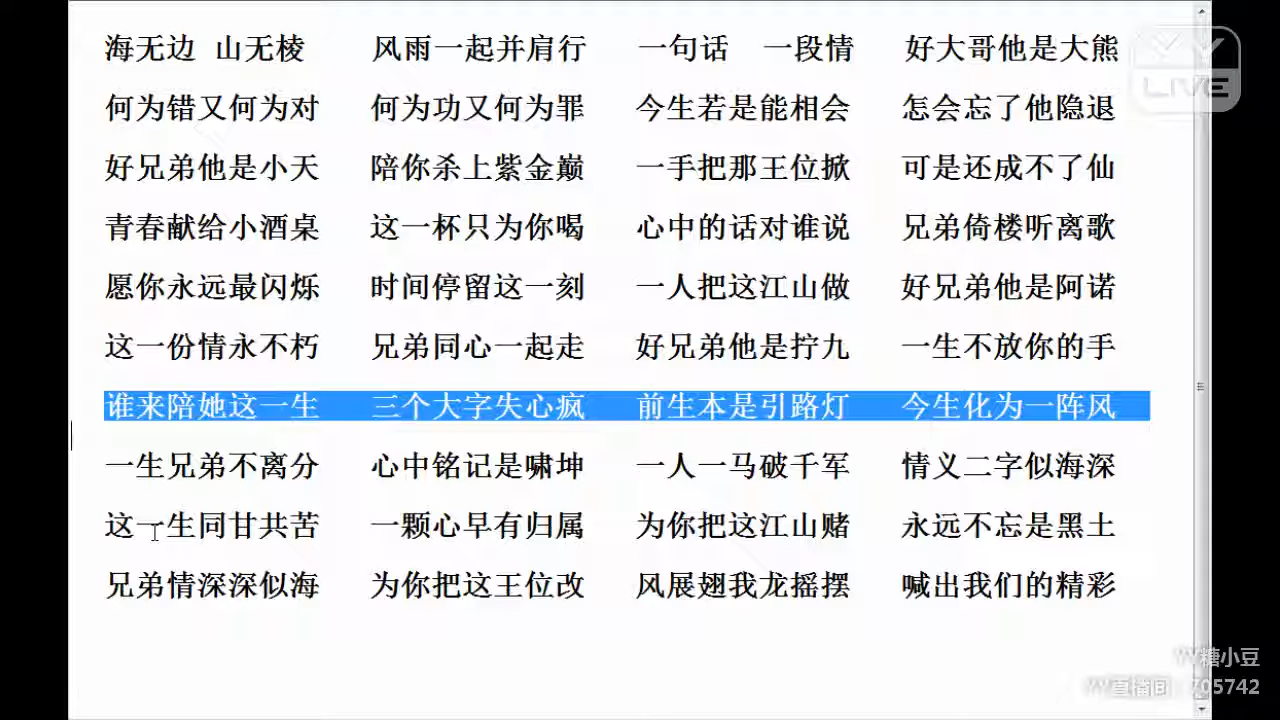 海无边 山无棱 风雨一起并肩行 一句话 一段情 好大哥他是大熊
何为错又何为对 何为功又何为罪 今生若是能相会 怎会忘了他隐退
好兄弟他是小天 陪你杀上紫金巅 一手把那王位掀 可是还成不了仙
青春献给小酒桌 这一杯只为你喝 心中的话对谁说 兄弟倚楼听离歌
愿你永远最闪烁 时间停留这一刻 一人把这江山做 好兄弟他是阿诺
这一份情永不朽 兄弟同心一起走 好兄弟他是拧九 一生不放你的手
谁来陪她这一生 三个大字失心疯 前生本是引路灯 今生化为一阵风
一生兄弟不离分 心中铭记是啸坤 一人一马破千军 情义二字似海深
这一生同甘共苦 一颗心早有归属 为你把这江山赌 永远不忘是黑土
兄弟情深深似海 为你把这王位改 风展翅我龙摇摆 喊出我们的精彩
YY LIVE
YY糖小豆
YY直播间: 705742